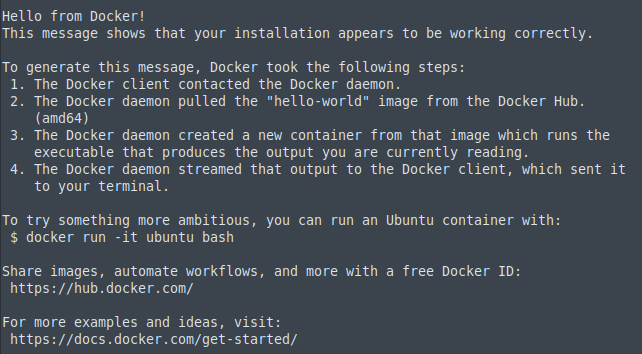 Hello from Docker!
This message shows that your installation appears to be working correctly.
To generate this message, Docker took the following steps:
1. The Docker client contacted the Docker daemon.
2. The Docker daemon pulled the "hello-world" image from the Docker Hub.
(amd64)
3. The Docker daemon created a new container from that image which runs the
executable that produces the output you are currently reading.
4. The Docker daemon streamed that output to the Docker client, which sent it
to your terminal.
To try something more ambitious, you can run an Ubuntu container with:
$ docker run -it ubuntu bash
Share images, automate workflows, and more with a free Docker ID:
https://hub.docker.com/
For more examples and ideas, visit:
https://docs.docker.com/get-started/